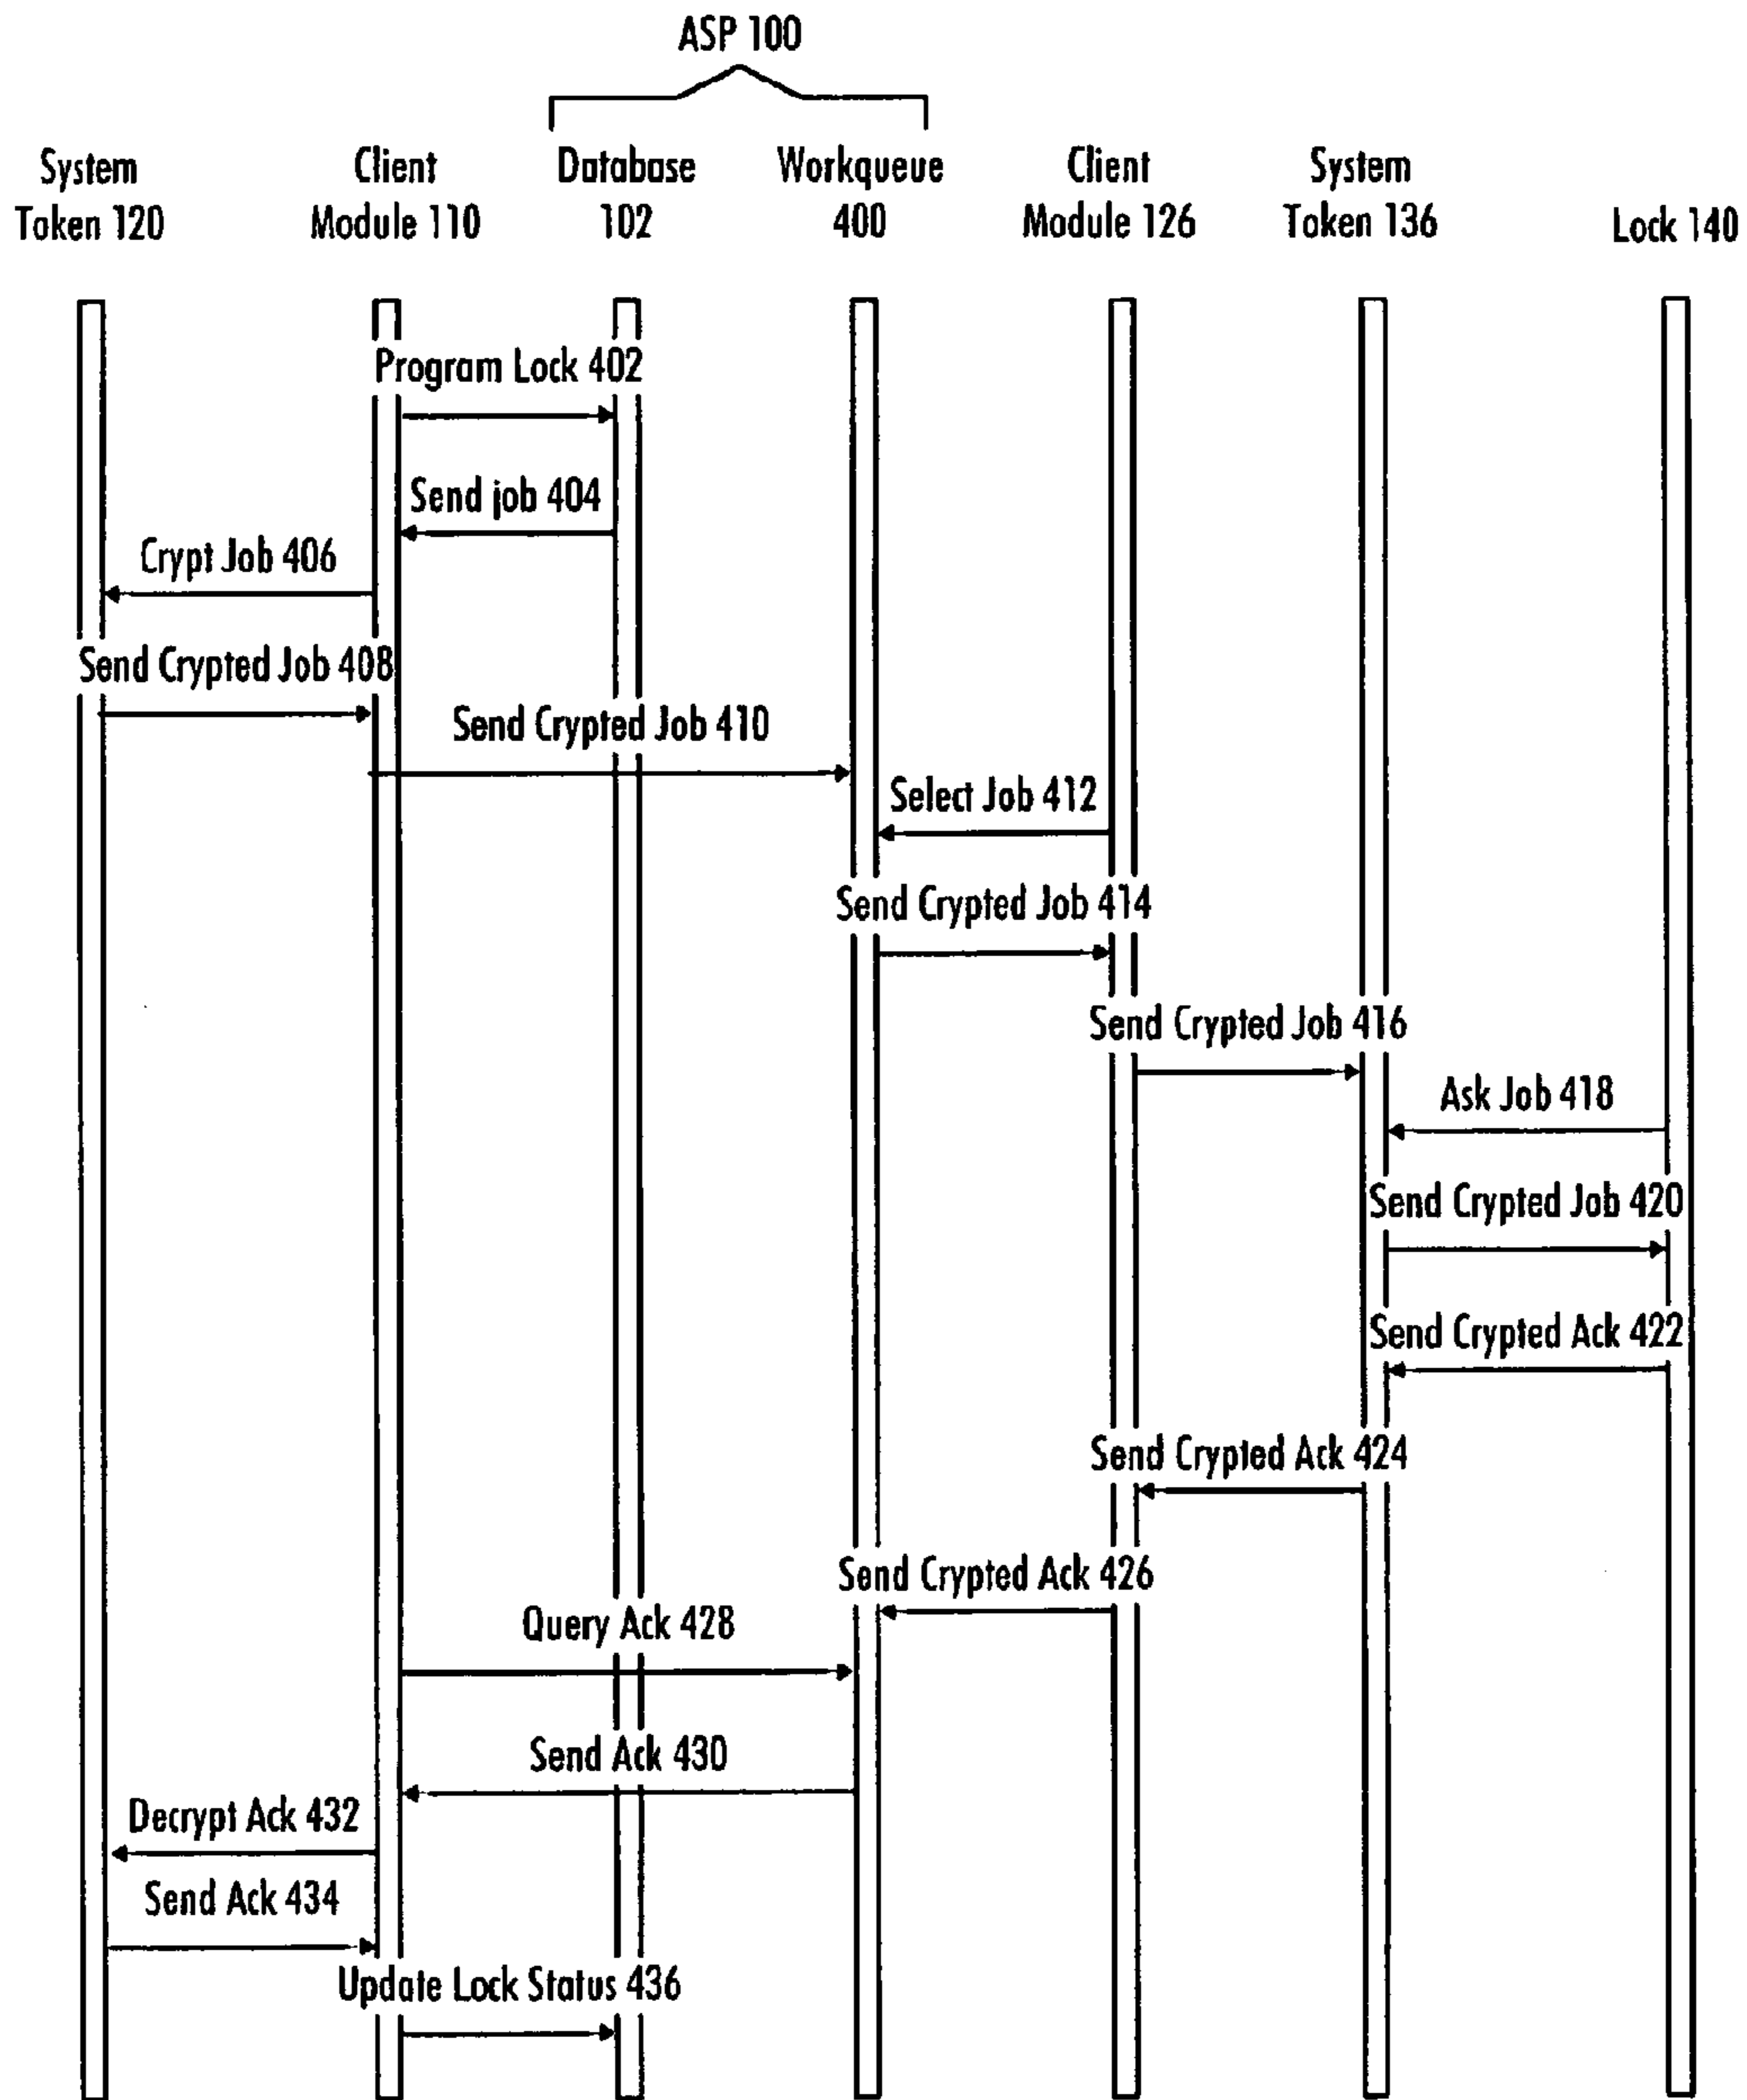 ASP 100
System
Token 120
Client
Module 110
Database
102
Workqueue
400
Client
Module 126
System
Token 136
Lock 140
Program Lock 402
Send job 404
Crypt Job 406
Send Crypted Job 408
Send Crypted Job 410
Select Job 412
Send Crypted Job 414
Send Crypted Job 416
Ask Job 418
Send Crypted Job 420
Send Crypted Ack 422
Send Crypted Ack 424
Send Crypted Ack 426
Query Ack 428
Send Ack 430
Decrypt Ack 432
Send Ack 434
Update Lock Status 436